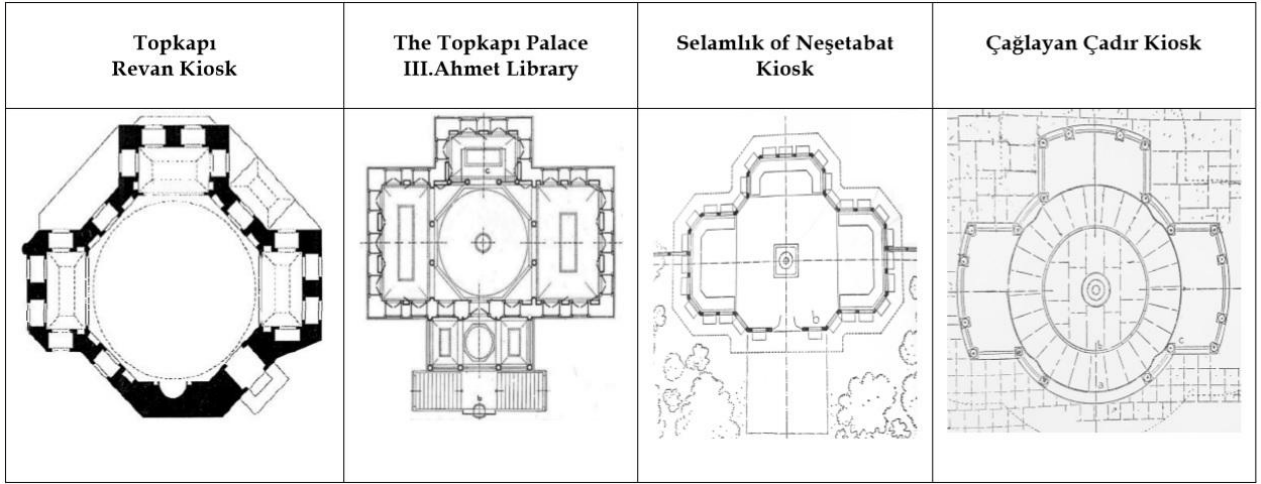 Topkapı
Revan Kiosk
The Topkapı Palace
III.Ahmet Library
Selamlık of Neşetabat
Kiosk
Çağlayan Çadır Kiosk
c
b
b
c
a